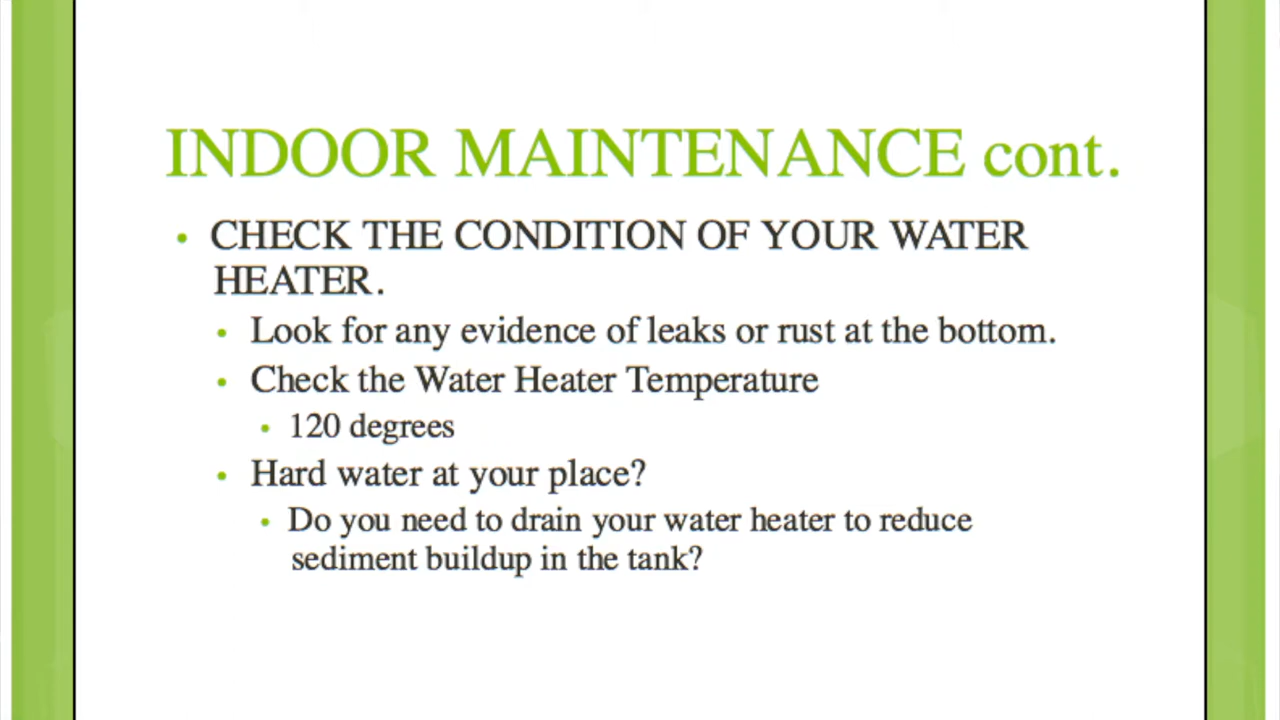 INDOOR MAINTENANCE cont.
• CHECK THE CONDITION OF YOUR WATER
HEATER.
• Look for any evidence of leaks or rust at the bottom.
• Check the Water Heater Temperature
• 120 degrees
• Hard water at your place?
• Do you need to drain your water heater to reduce
sediment buildup in the tank?